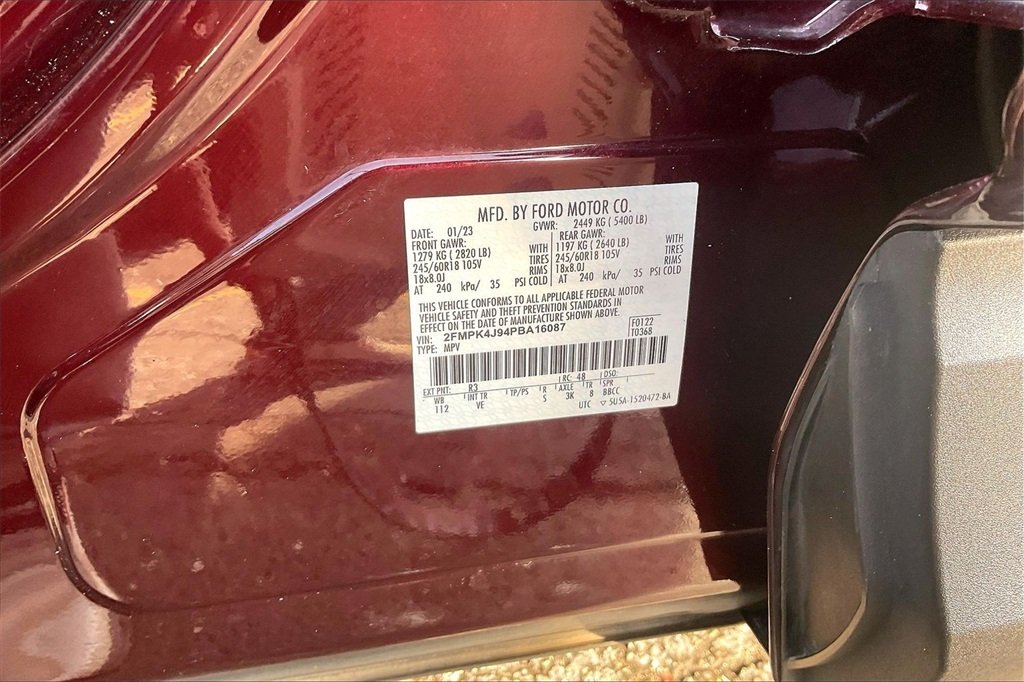 MFD. BY FORD MOTOR CO.
DATE: 01/23 GVWR: 2449 KG ( 5400 LB)
FRONT GAWR: REAR GAWR:
1279 KG ( 2820 LB) WITH 1197 KG ( 2640 LB) WITH
245/60R18 105V TIRES 245/60R18 105V TIRES
18x8.0J RIMS 18x8.0J RIMS
AT 240 kPa/ 35 PSI COLD AT 240 kPa/ 35 PSI COLD
THIS VEHICLE CONFORMS TO ALL APPLICABLE FEDERAL MOTOR
VEHICLE SAFETY AND THEFT PREVENTION STANDARDS IN
EFFECT ON THE DATE OF MANUFACTURE SHOWN ABOVE.
VIN: 2FMPK4J94PBA16087 F0122
TYPE: MPV T0368
EXT PNT: R3 RC: 48 DSO:
WB INT TR TP/PS R AXLE TR SPR
112 VE S 3K 8 BBCC
UTC ▽ 5U5A-1520472-BA